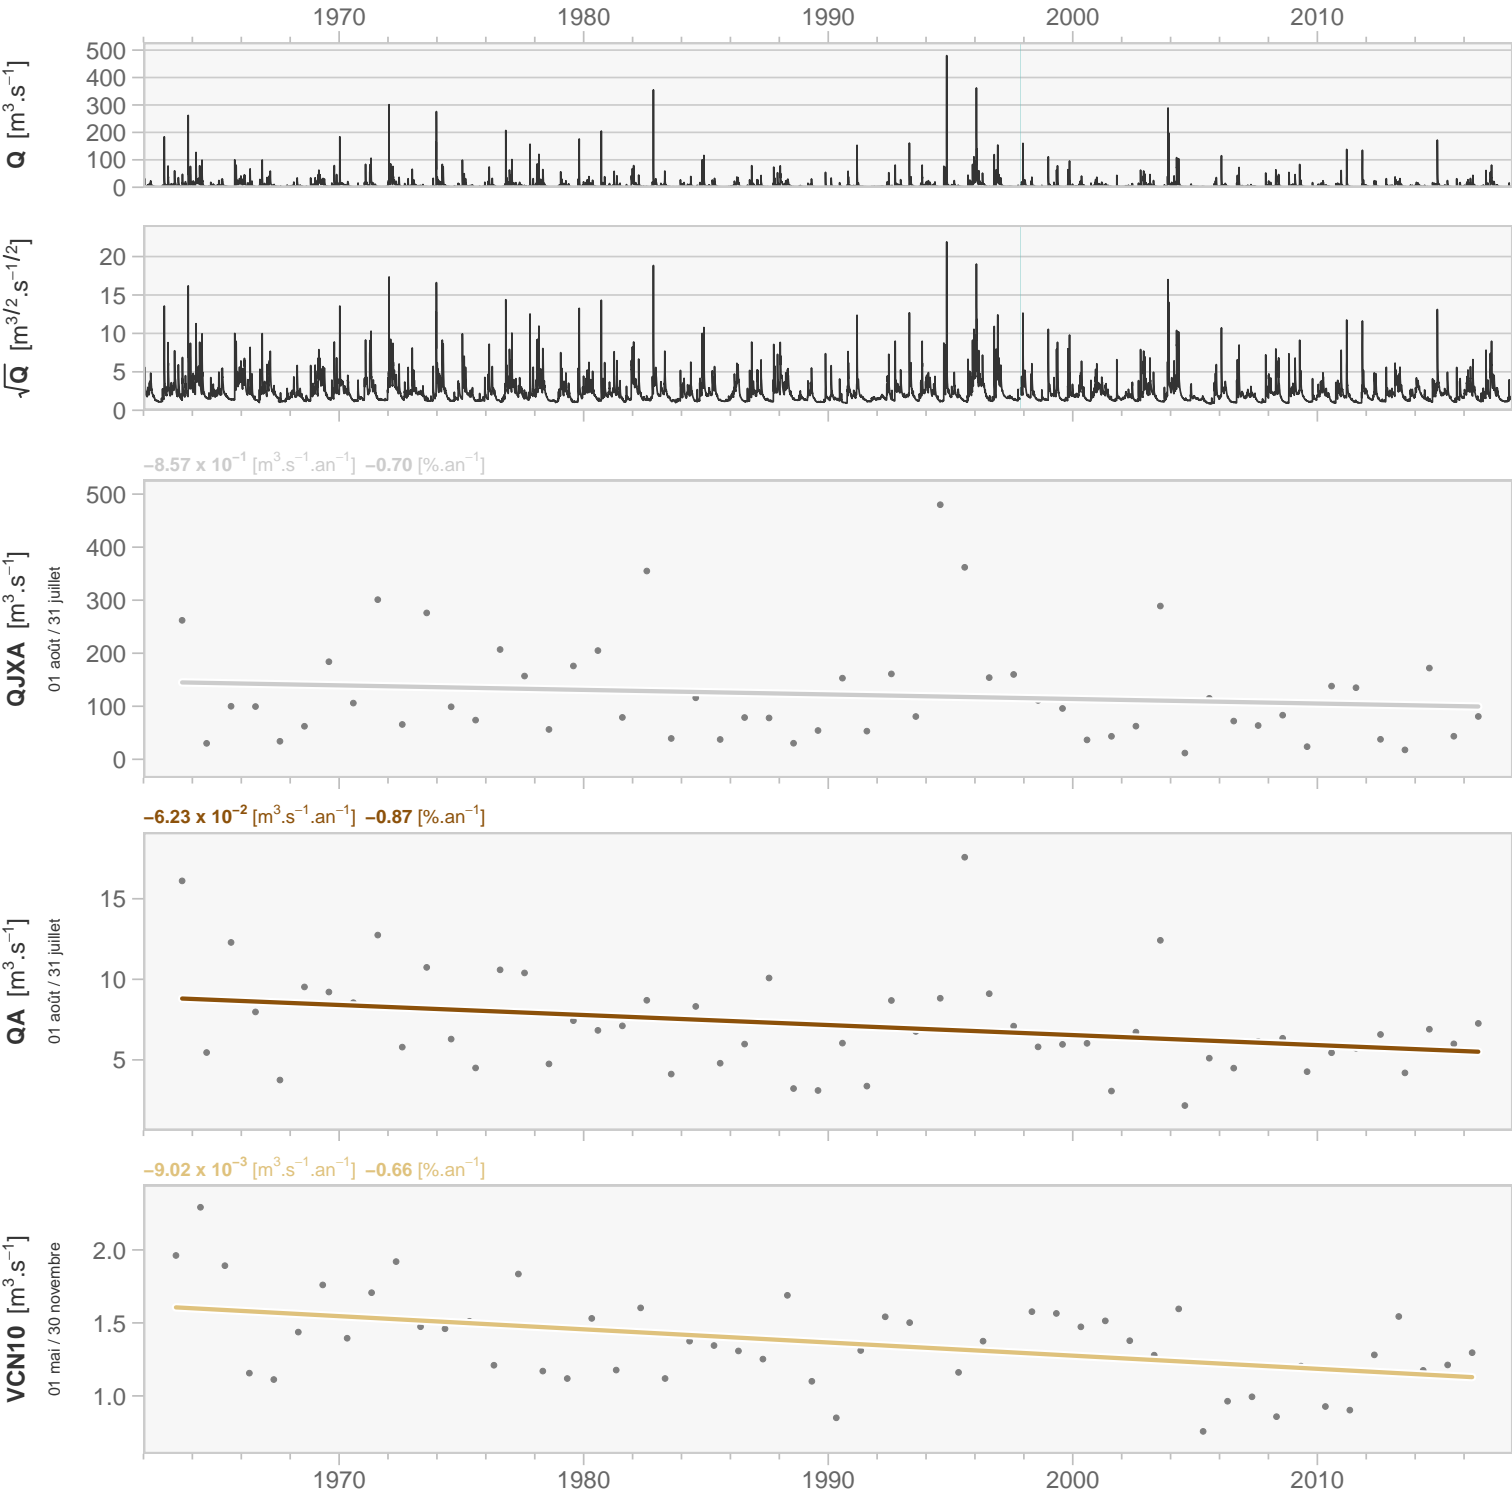 1970 1980 1990 2000 2010
Q [m³.s⁻¹]
500
400
300
200
100
0
√Q [m^3/2.s^−1/2]
20
15
10
5
0
−8.57 x 10⁻¹ [m³.s⁻¹.an⁻¹] −0.70 [%.an⁻¹]
QJXA [m³.s⁻¹]
01 août / 31 juillet
500
400
300
200
100
0
−6.23 x 10⁻² [m³.s⁻¹.an⁻¹] −0.87 [%.an⁻¹]
QA [m³.s⁻¹]
01 août / 31 juillet
15
10
5
−9.02 x 10⁻³ [m³.s⁻¹.an⁻¹] −0.66 [%.an⁻¹]
VCN10 [m³.s⁻¹]
01 mai / 30 novembre
2.0
1.5
1.0
1970 1980 1990 2000 2010